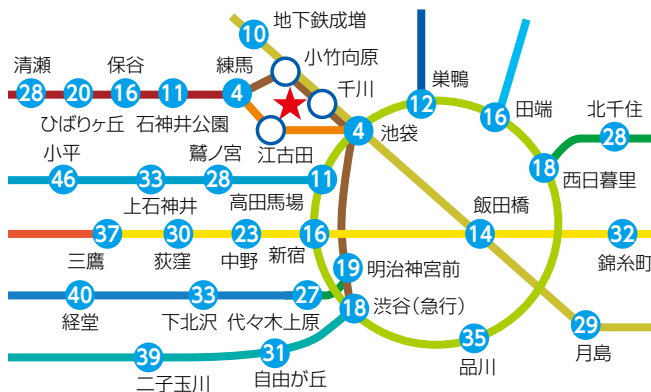 地下鉄成増
10
小竹向原
千川
清瀬
28
ひばりヶ丘
20
保谷
16
石神井公園
11
練馬
4
江古田
4
池袋
巣鴨
12
田端
16
北千住
28
西日暮里
18
小平
46
上石神井
33
鷺ノ宮
28
高田馬場
11
三鷹
37
荻窪
30
中野
23
新宿
16
飯田橋
14
錦糸町
32
経堂
40
下北沢
33
代々木上原
27
明治神宮前
19
渋谷(急行)
18
二子玉川
39
自由が丘
31
品川
35
月島
29